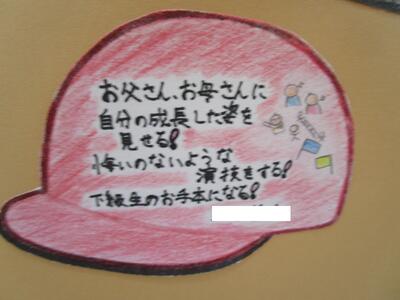 お父さん、お母さんに
自分の成長した姿を
見せる!
悔いのないような
演技をする!
下級生のお手本になる!